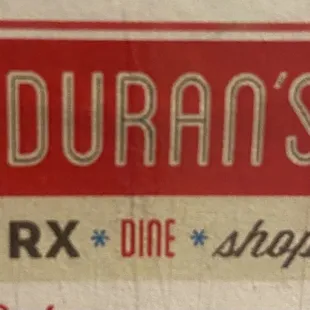 DURAN'S
RX * DINE * shop